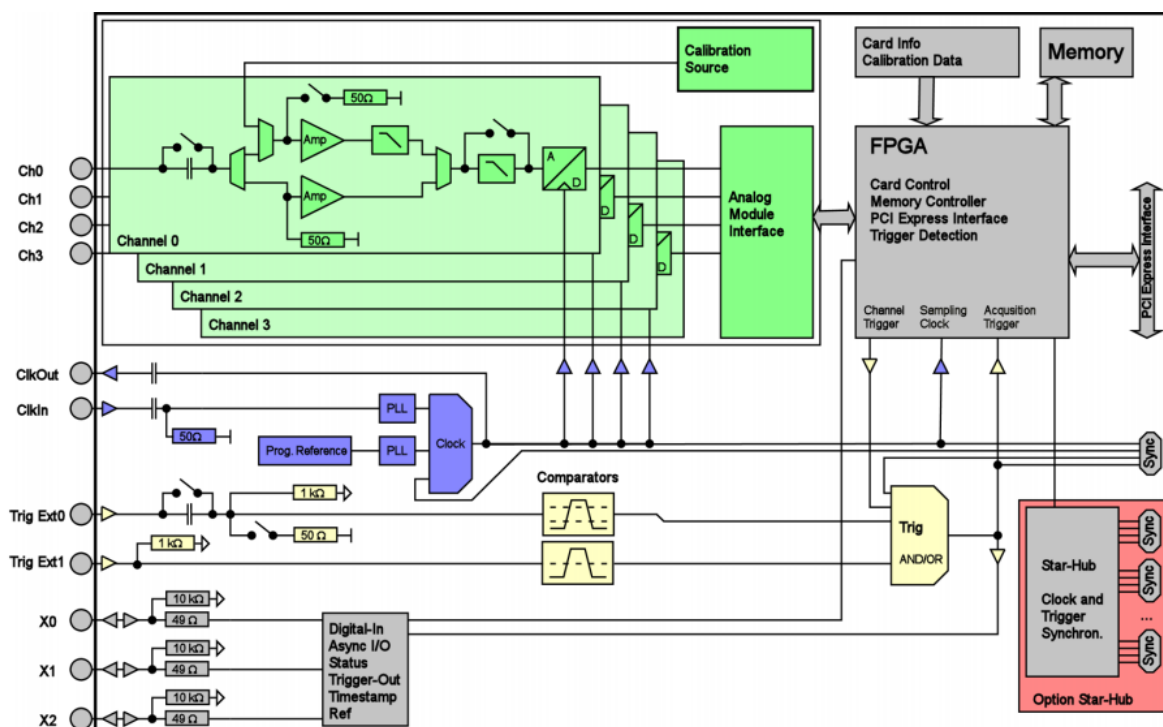 Calibration
Source
Card Info
Calibration Data
Memory
50Ω
Amp
Amp
50Ω
A
D
D
D
D
Ch0
Ch1
Ch2
Ch3
Channel 0
Channel 1
Channel 2
Channel 3
Analog
Module
Interface
FPGA
Card Control
Memory Controller
PCI Express Interface
Trigger Detection
Channel
Trigger
Sampling
Clock
Acqusition
Trigger
PCI Express Interface
ClkOut
ClkIn
50Ω
PLL
Prog. Reference
PLL
Clock
Sync
Comparators
Trig Ext0
1 kΩ
50 Ω
Trig Ext1
1 kΩ
Trig
AND/OR
X0
10 kΩ
49 Ω
X1
10 kΩ
49 Ω
X2
10 kΩ
49 Ω
Digital-In
Async I/O
Status
Trigger-Out
Timestamp
Ref
Star-Hub
Clock and
Trigger
Synchron.
Sync
Sync
...
Sync
Option Star-Hub